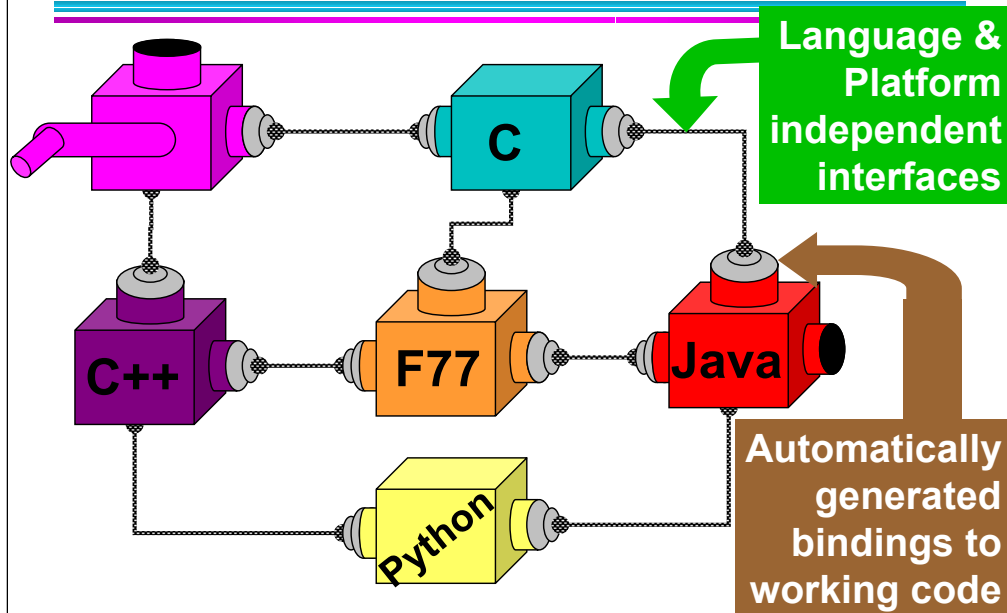 Language &
Platform
independent
interfaces
C
C++
F77
Java
Python
Automatically
generated
bindings to
working code